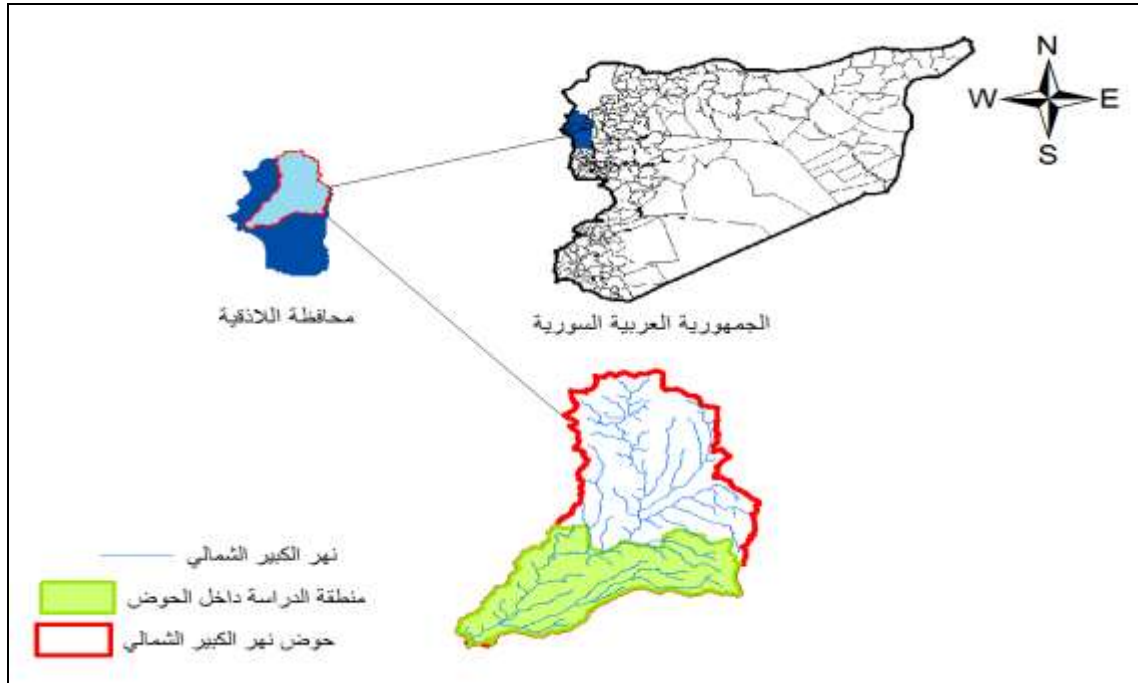 N
W E
S
الجمهورية العربية السورية
محافظة اللاذقية
نهر الكبير الشمالي
منطقة الدراسة داخل الحوض
حوض نهر الكبير الشمالي